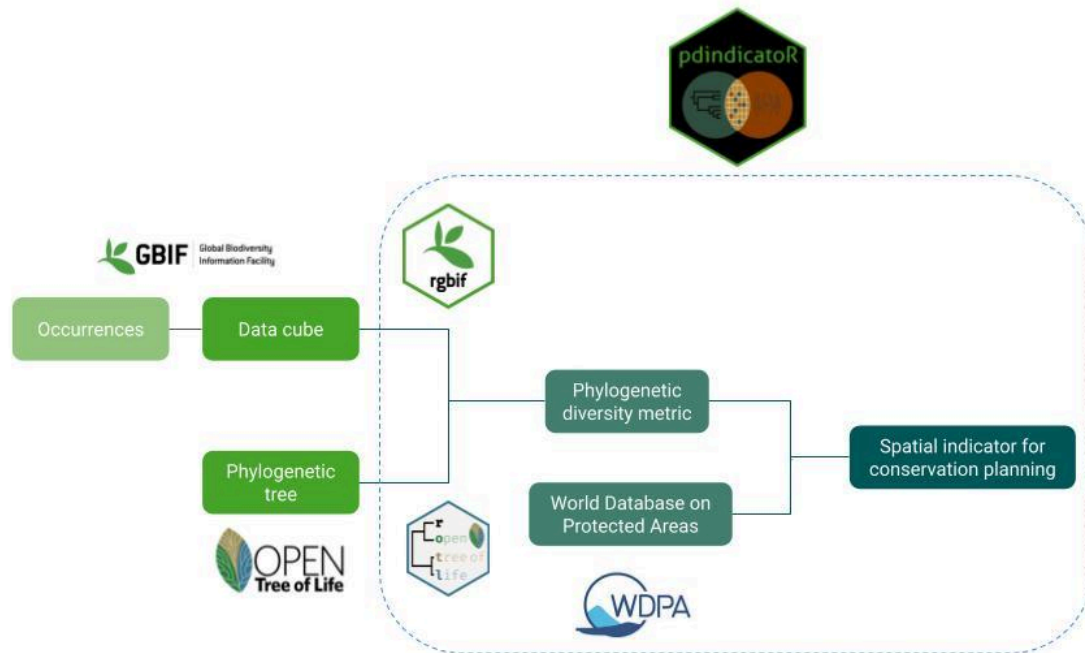 pdindicatoR
GBIF
Global Biodiversity
Information Facility
rgbif
Occurrences
Data cube
Phylogenetic
diversity metric
Spatial indicator for
conservation planning
Phylogenetic
tree
World Database on
Protected Areas
OPEN
Tree of Life
r
open
tree of
life
WDPA